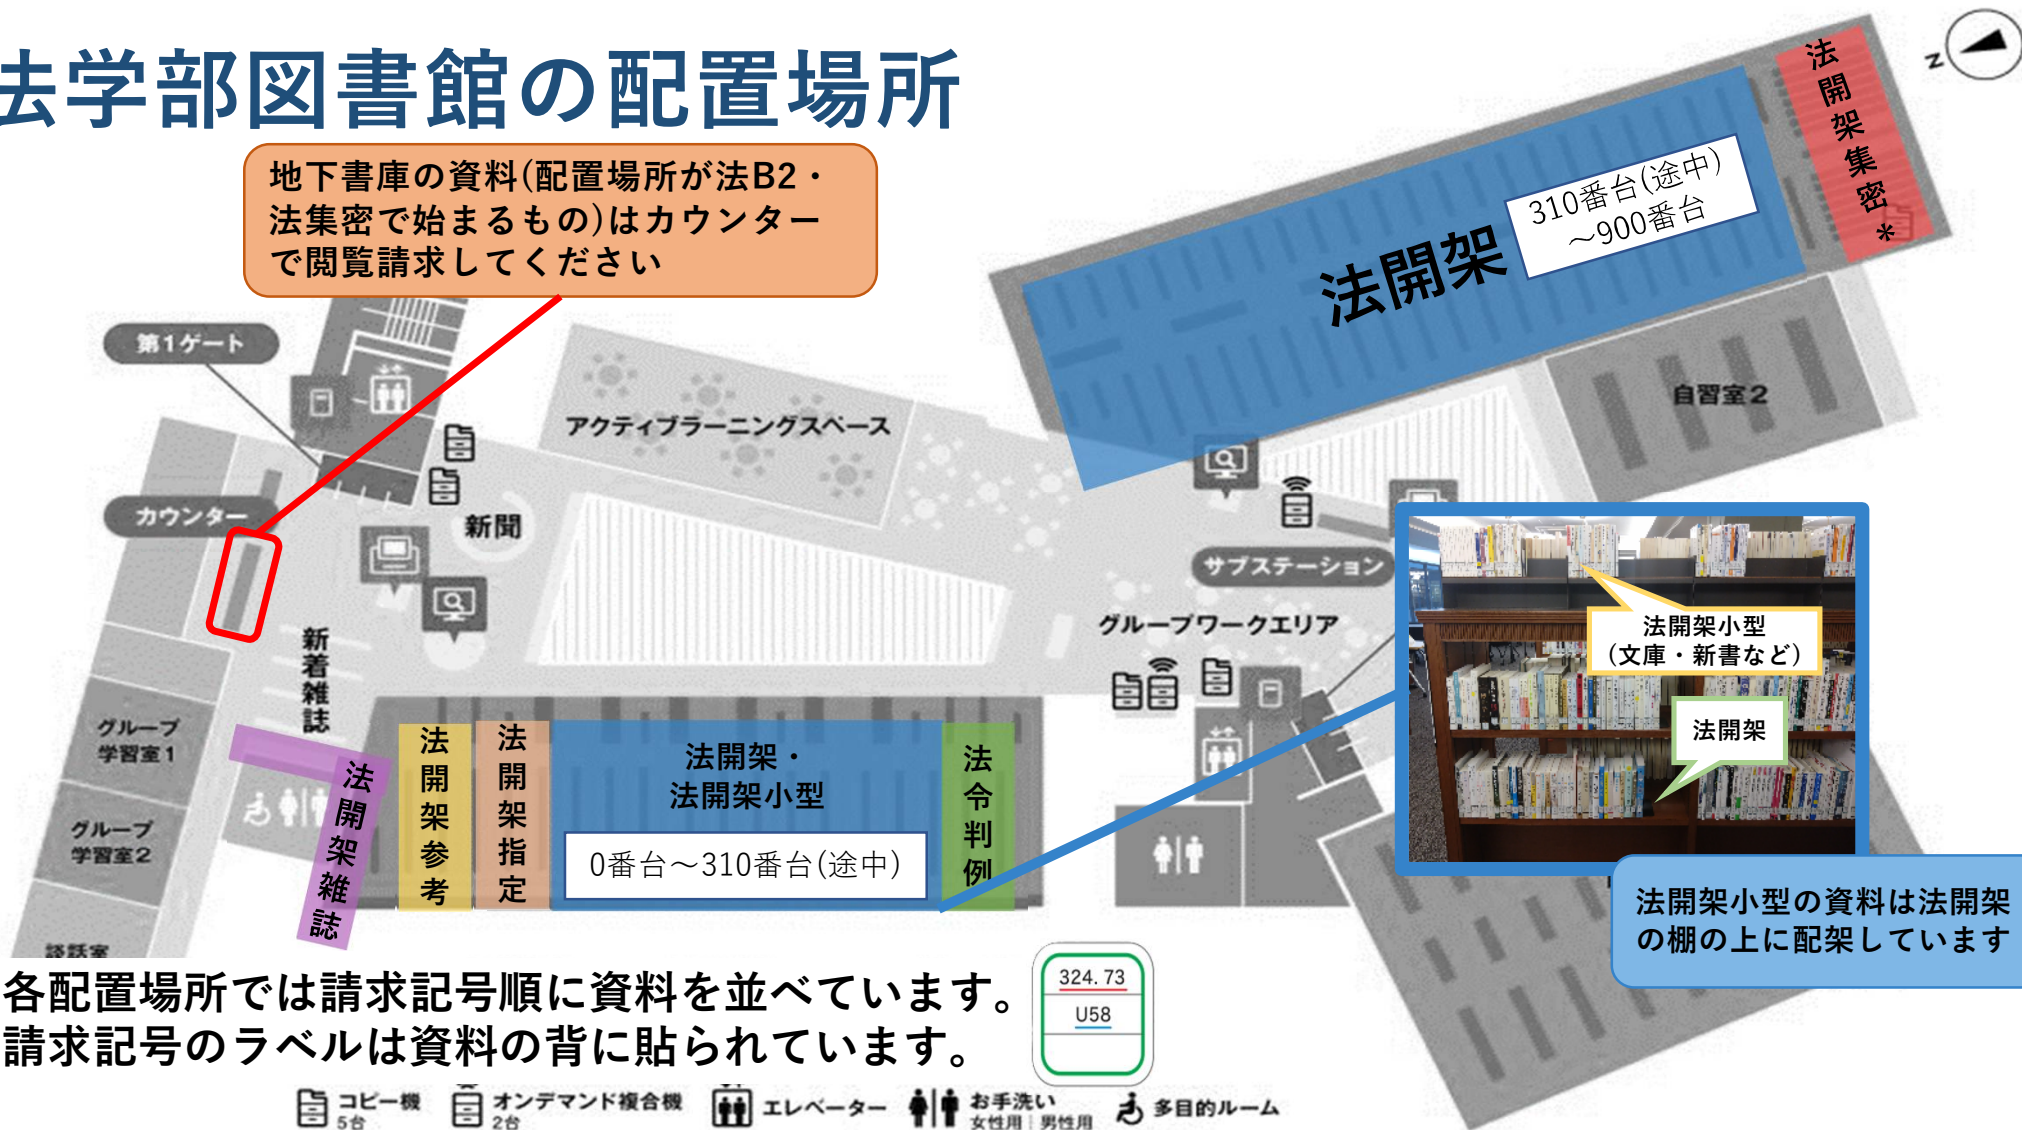 法学部図書館の配置場所
地下書庫の資料(配置場所が法B2・
法集密で始まるもの)はカウンター
で閲覧請求してください
N
法開架集密*
310番台(途中)
～900番台
法開架
第1ゲート
アクティブラーニングスペース
自習室2
カウンター
新聞
サブステーション
グループワークエリア
法開架小型
(文庫・新書など)
法開架
新着雑誌
グループ
学習室1
グループ
学習室2
談話室
法開架雑誌
法開架参考
法開架指定
法開架・
法開架小型
0番台～310番台(途中)
法令判例
法開架小型の資料は法開架
の棚の上に配架しています
各配置場所では請求記号順に資料を並べています。
請求記号のラベルは資料の背に貼られています。
324.73
U58
コピー機
5台
オンデマンド複合機
2台
エレベーター
お手洗い
女性用｜男性用
多目的ルーム